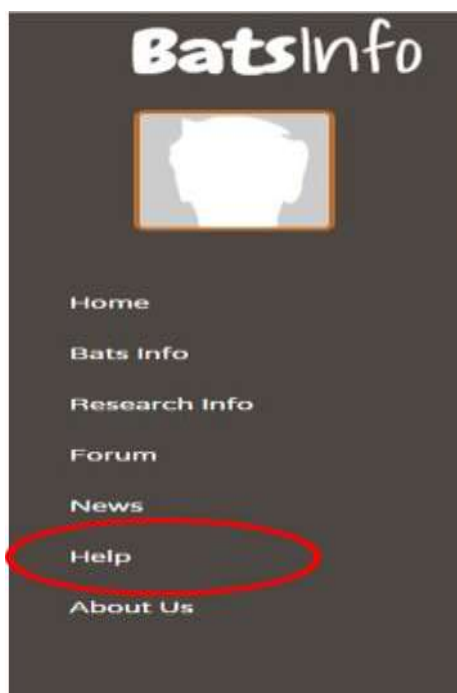 BatsInfo
Home
Bats Info
Research Info
Forum
News
Help
About Us